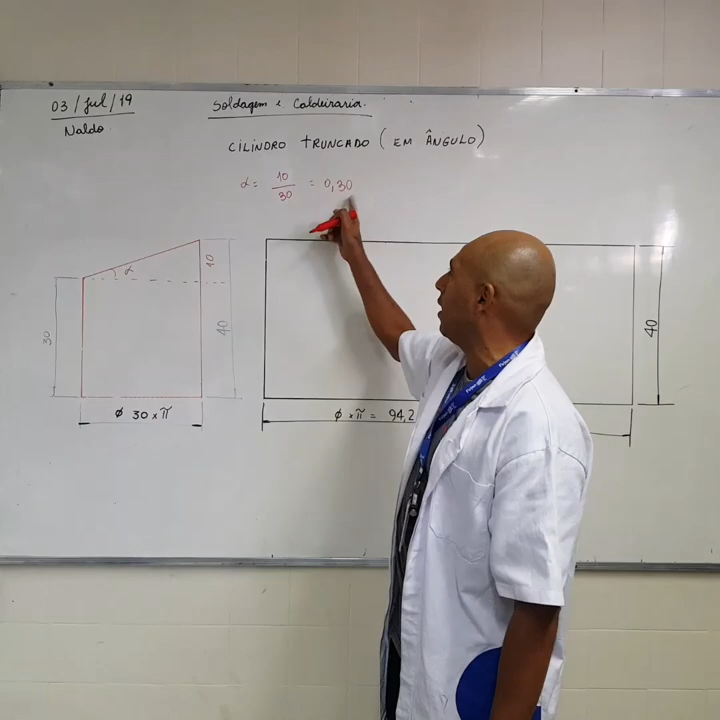 03/Jul/19
Naldo.
Soldagem e Caldeiraria.
CILINDRO TRUNCADO (EM ÂNGULO)
α = 10/30 = 0,30
α
10
30
40
ϕ 30 × π
40
ϕ × π = 94,2